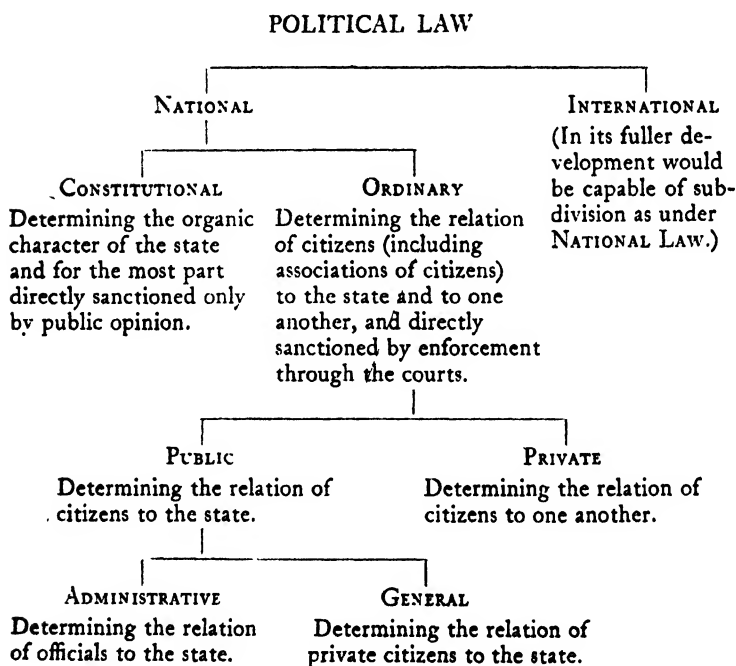 POLITICAL LAW
NATIONAL
INTERNATIONAL
(In its fuller de-
velopment would
be capable of sub-
division as under
NATIONAL LAW.)
CONSTITUTIONAL
Determining the organic
character of the state
and for the most part
directly sanctioned only
by public opinion.
ORDINARY
Determining the relation
of citizens (including
associations of citizens)
to the state and to one
another, and directly
sanctioned by enforcement
through the courts.
PUBLIC
Determining the relation of
citizens to the state.
PRIVATE
Determining the relation of
citizens to one another.
ADMINISTRATIVE
Determining the relation
of officials to the state.
GENERAL
Determining the relation of
private citizens to the state.